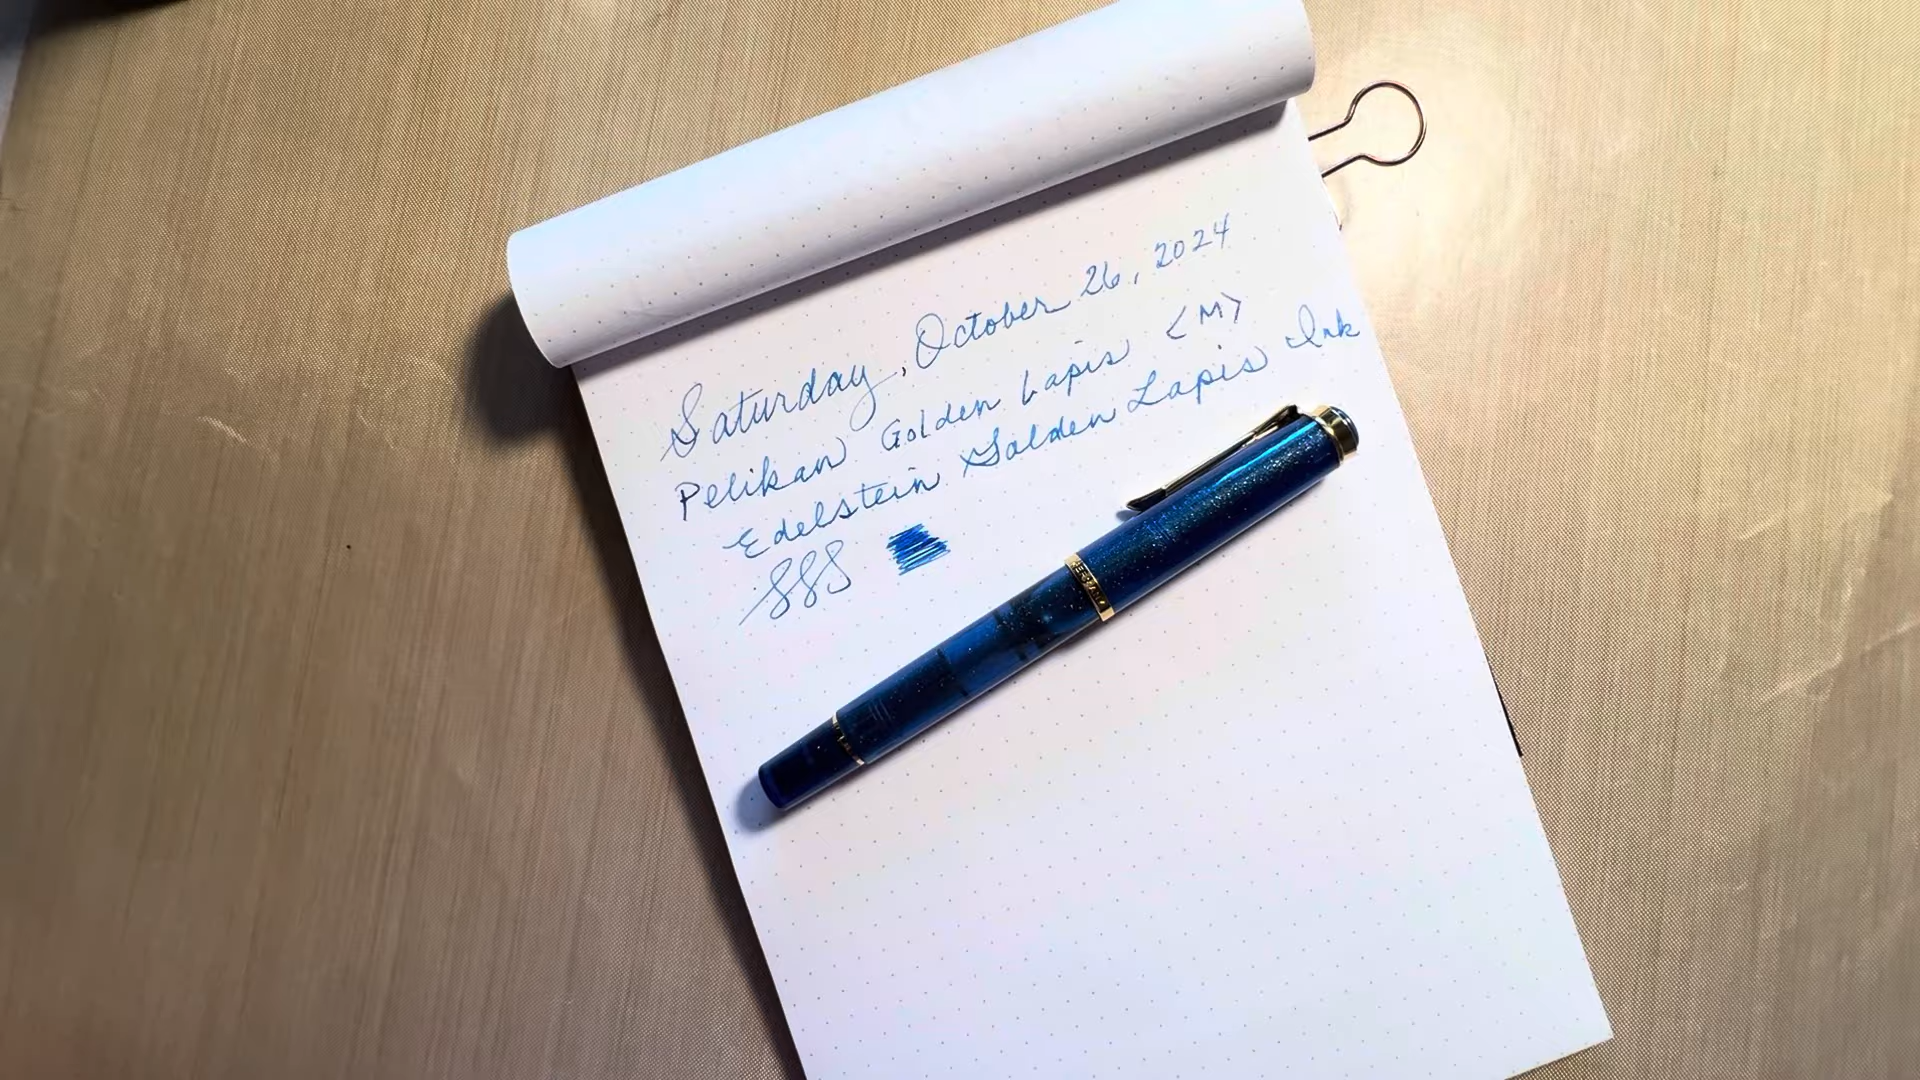 Saturday, October 26, 2024
Pelikan Golden Lapis <M>
Edelstein Golden Lapis Ink